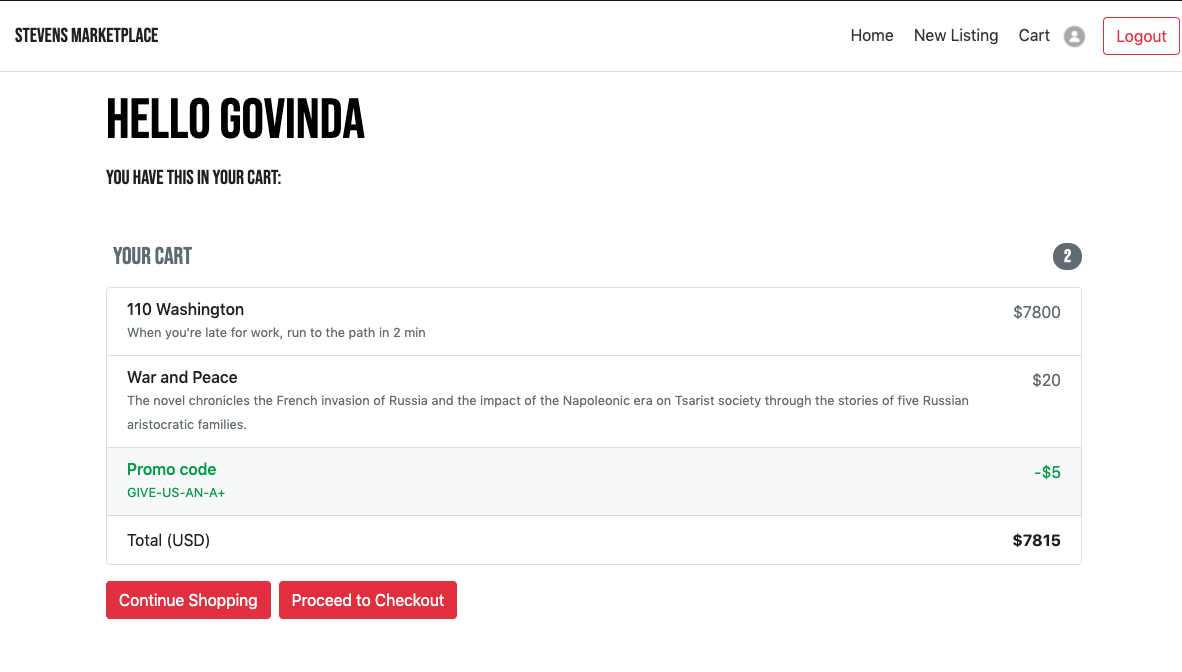 STEVENS MARKETPLACE
Home New Listing Cart Logout
HELLO GOVINDA
YOU HAVE THIS IN YOUR CART:
YOUR CART 2
110 Washington $7800
When you're late for work, run to the path in 2 min
War and Peace $20
The novel chronicles the French invasion of Russia and the impact of the Napoleonic era on Tsarist society through the stories of five Russian
aristocratic families.
Promo code -$5
GIVE-US-AN-A+
Total (USD) $7815
Continue Shopping Proceed to Checkout